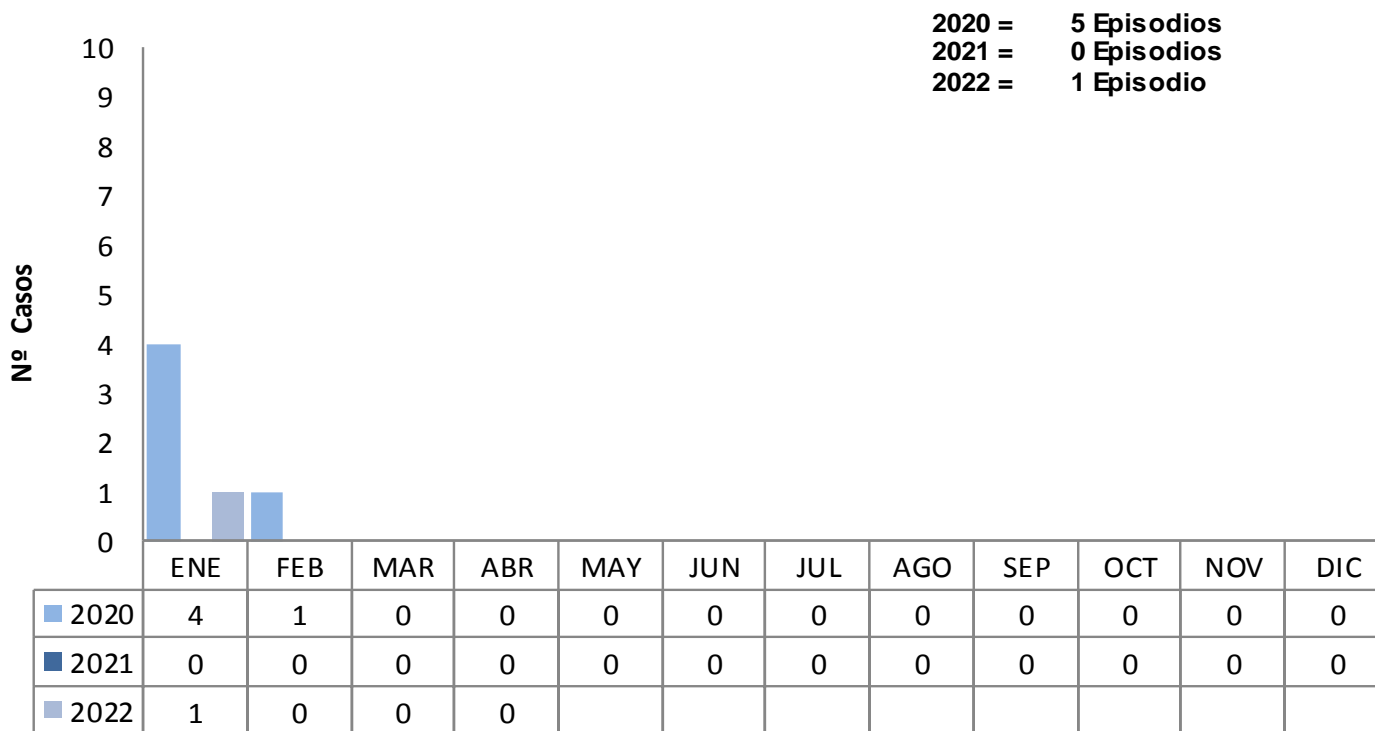 2020 = 5 Episodios
2021 = 0 Episodios
2022 = 1 Episodio
Nº Casos
10
9
8
7
6
5
4
3
2
1
0
ENE FEB MAR ABR MAY JUN JUL AGO SEP OCT NOV DIC
2020 4 1 0 0 0 0 0 0 0 0 0 0
2021 0 0 0 0 0 0 0 0 0 0 0 0
2022 1 0 0 0